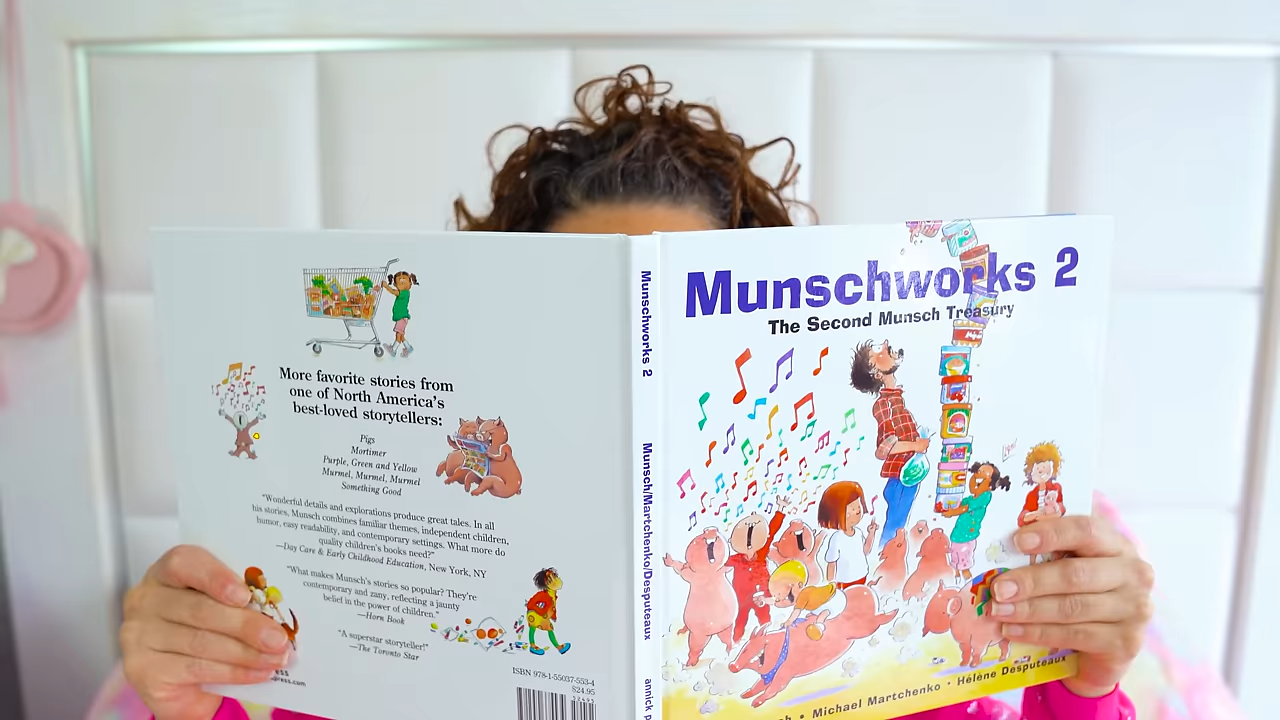 More favorite stories from
one of North America's
best-loved storytellers:
Pigs
Mortimer
Purple, Green and Yellow
Murmel, Murmel, Murmel
Something Good
"Wonderful details and explorations produce great tales. In all
his stories, Munsch combines familiar themes, independent children,
humor, easy readability, and contemporary settings. What more do
quality children's books need?"
—Day Care & Early Childhood Education, New York, NY
"What makes Munsch's stories so popular? They're
contemporary and zany, reflecting a jaunty
belief in the power of children."
—Horn Book
"A superstar storyteller!"
—The Toronto Star
ISBN 978-1-55037-553-4
$24.95
Munschworks 2
Munsch/Martchenko/Desputeaux
annick p
Munschworks 2
The Second Munsch Treasury
• Michael Martchenko • Hélène Desputeaux